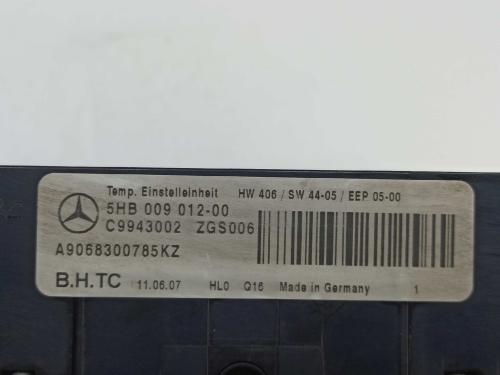 Temp. Einstelleinheit HW 406 / SW 44-05 / EEP 05-00
5HB 009 012-00
C9943002 ZGS006
A9068300785KZ
B.H.TC 11.06.07 HL0 Q16 Made in Germany 1